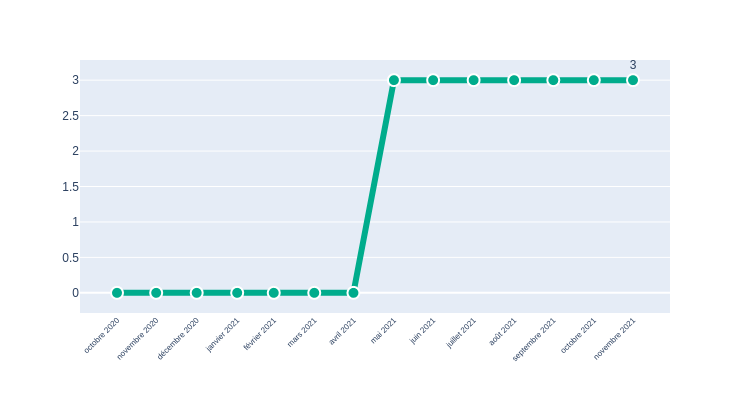 3
3
2.5
2
1.5
1
0.5
0
octobre 2020
novembre 2020
décembre 2020
janvier 2021
février 2021
mars 2021
avril 2021
mai 2021
juin 2021
juillet 2021
août 2021
septembre 2021
octobre 2021
novembre 2021